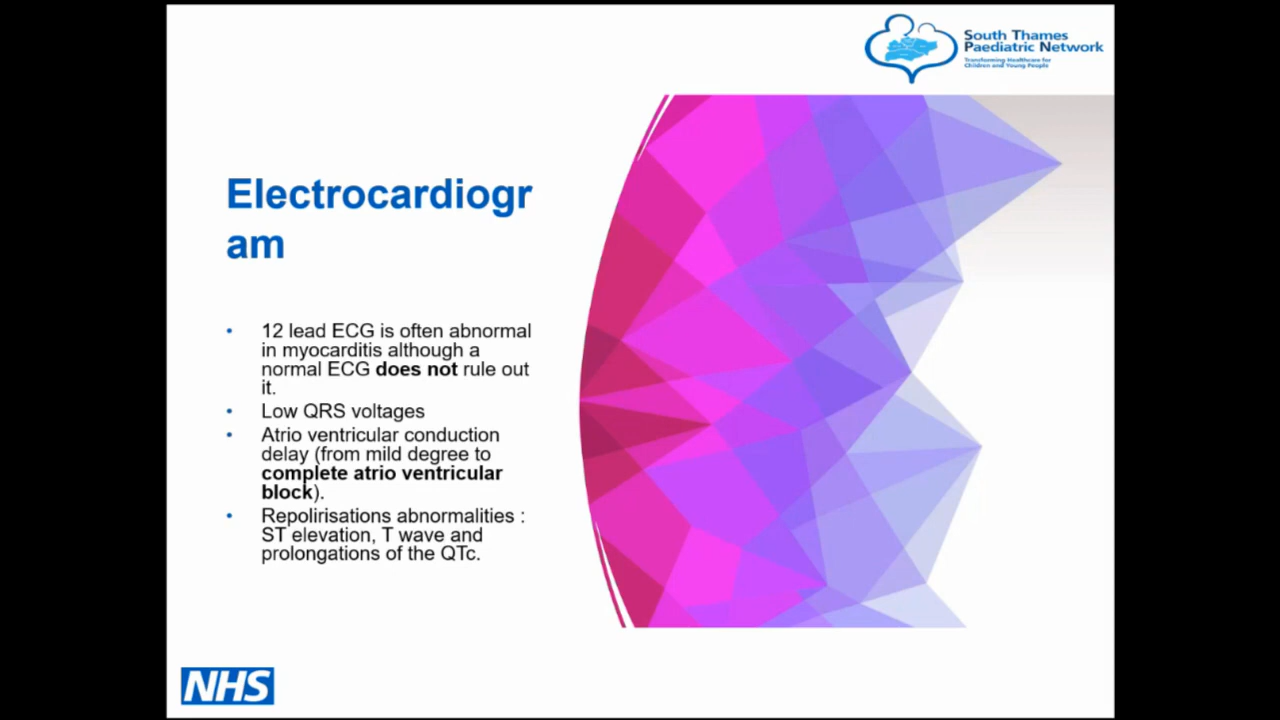 South Thames
Paediatric Network
Transforming Healthcare for
Children and Young People
Electrocardiogr
am
• 12 lead ECG is often abnormal
in myocarditis although a
normal ECG does not rule out
it.
• Low QRS voltages
• Atrio ventricular conduction
delay (from mild degree to
complete atrio ventricular
block).
• Repolirisations abnormalities :
ST elevation, T wave and
prolongations of the QTc.
NHS